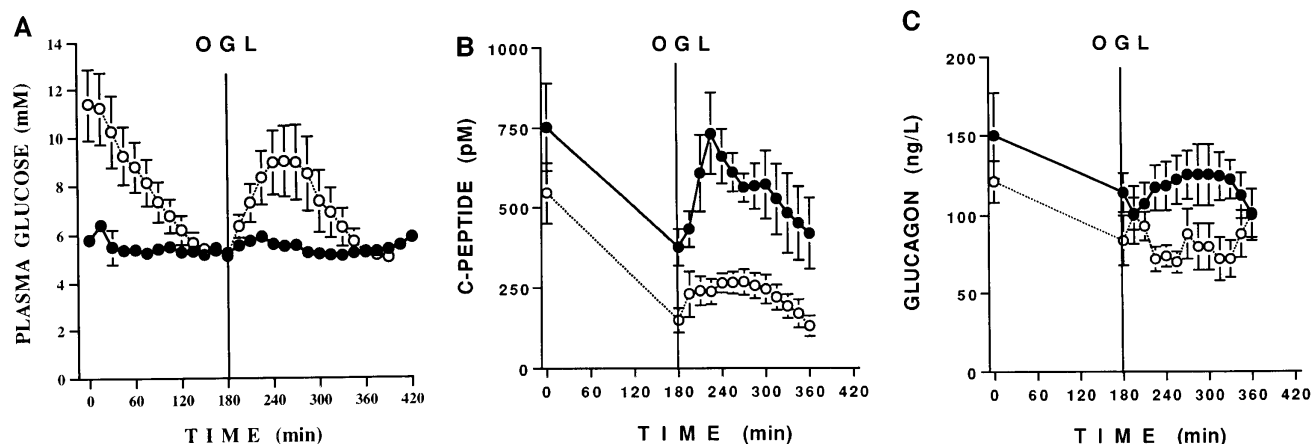 A
OGL
PLASMA GLUCOSE (mM)
14
12
10
8
6
4
2
0
0 60 120 180 240 300 360 420
TIME (min)
B
OGL
C-PEPTIDE (pM)
1000
750
500
250
0
0 60 120 180 240 300 360 420
TIME (min)
C
OGL
GLUCAGON (ng/L)
200
150
100
50
0
0 60 120 180 240 300 360 420
TIME (min)